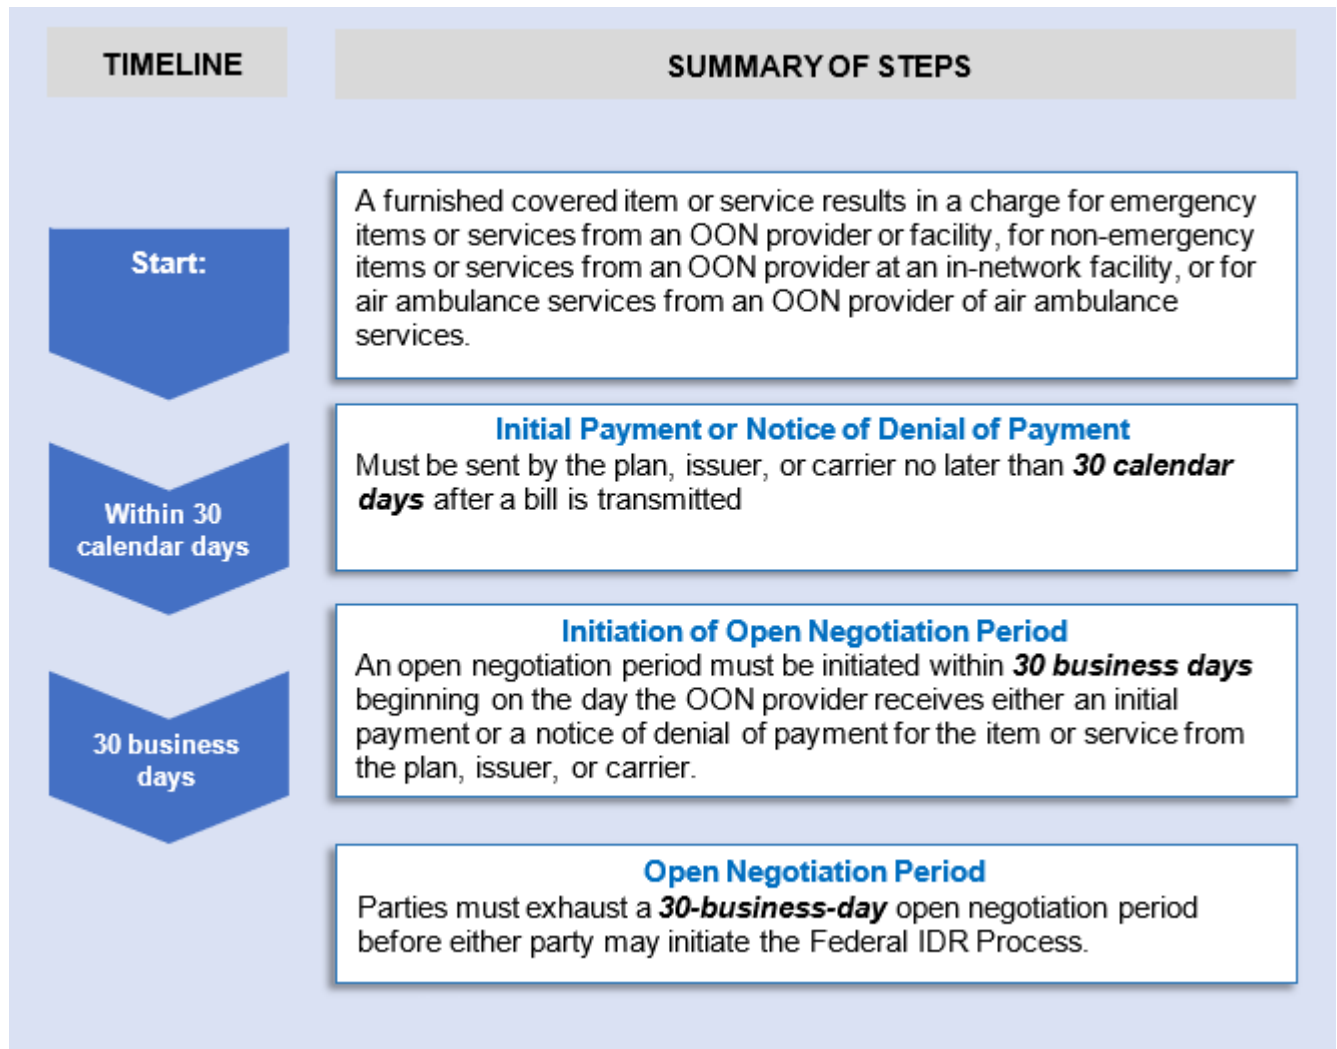 TIMELINE
SUMMARY OF STEPS
Start:
A furnished covered item or service results in a charge for emergency
items or services from an OON provider or facility, for non-emergency
items or services from an OON provider at an in-network facility, or for
air ambulance services from an OON provider of air ambulance
services.
Within 30
calendar days
Initial Payment or Notice of Denial of Payment
Must be sent by the plan, issuer, or carrier no later than 30 calendar
days after a bill is transmitted
30 business
days
Initiation of Open Negotiation Period
An open negotiation period must be initiated within 30 business days
beginning on the day the OON provider receives either an initial
payment or a notice of denial of payment for the item or service from
the plan, issuer, or carrier.
Open Negotiation Period
Parties must exhaust a 30-business-day open negotiation period
before either party may initiate the Federal IDR Process.